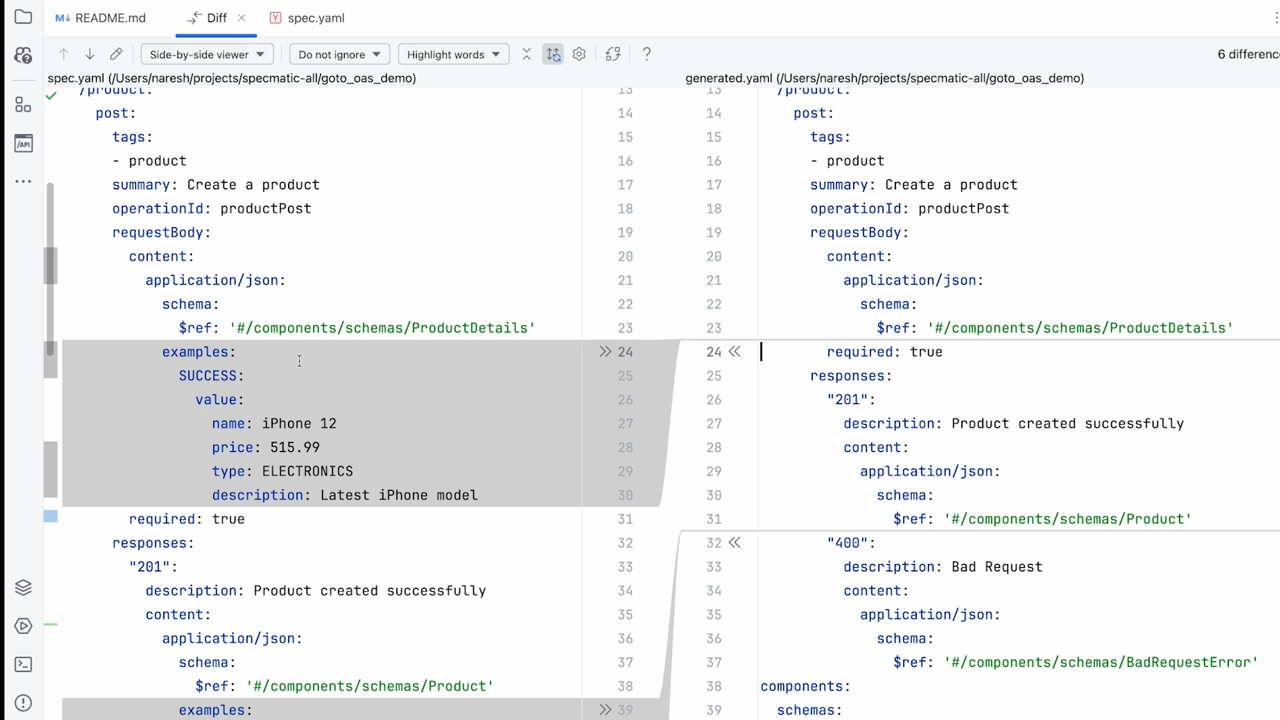 README.md
Diff
spec.yaml
Side-by-side viewer
Do not ignore
Highlight words
?
6 differenc
spec.yaml (/Users/naresh/projects/specmatic-all/goto_oas_demo)
generated.yaml (/Users/naresh/projects/specmatic-all/goto_oas_demo)
/product: 13
post: 14
tags: 15
- product 16
summary: Create a product 17
operationId: productPost 18
requestBody: 19
content: 20
application/json: 21
schema: 22
$ref: '#/components/schemas/ProductDetails' 23
examples: 24
SUCCESS: 25
value: 26
name: iPhone 12 27
price: 515.99 28
type: ELECTRONICS 29
description: Latest iPhone model 30
required: true 31
responses: 32
"201": 33
description: Product created successfully 34
content: 35
application/json: 36
schema: 37
$ref: '#/components/schemas/Product' 38
examples: 39
13 /product:
14 post:
15 tags:
16 - product
17 summary: Create a product
18 operationId: productPost
19 requestBody:
20 content:
21 application/json:
22 schema:
23 $ref: '#/components/schemas/ProductDetails'
24 required: true
25 responses:
26 "201":
27 description: Product created successfully
28 content:
29 application/json:
30 schema:
31 $ref: '#/components/schemas/Product'
32 "400":
33 description: Bad Request
34 content:
35 application/json:
36 schema:
37 $ref: '#/components/schemas/BadRequestError'
38 components:
39 schemas: